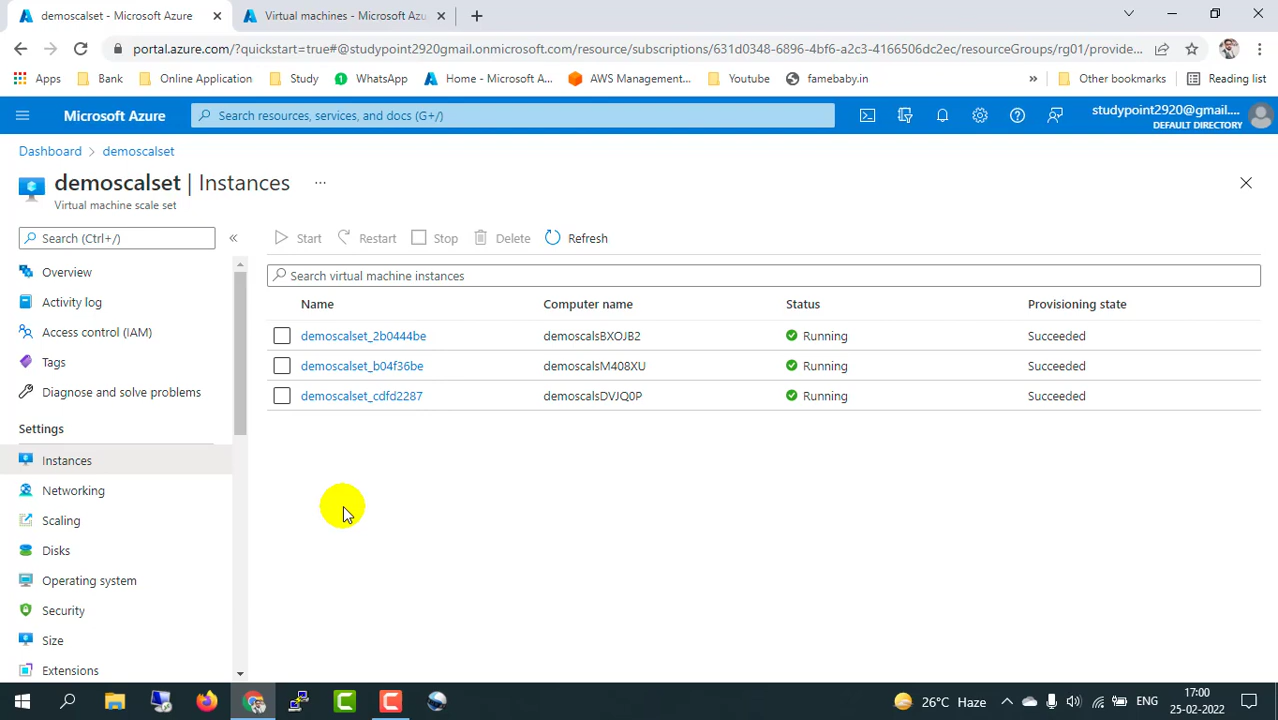 demoscalset - Microsoft Azure
Virtual machines - Microsoft Azu
portal.azure.com/?quickstart=true#@studypoint2920gmail.onmicrosoft.com/resource/subscriptions/631d0348-6896-4bf6-a2c3-4166506dc2ec/resourceGroups/rg01/provide...
Apps Bank Online Application Study WhatsApp Home - Microsoft A... AWS Management... Youtube famebaby.in » Other bookmarks Reading list
Microsoft Azure
Search resources, services, and docs (G+/)
studypoint2920@gmail....
DEFAULT DIRECTORY
Dashboard > demoscalset
demoscalset | Instances ...
Virtual machine scale set
Search (Ctrl+/) «
Start Restart Stop Delete Refresh
Search virtual machine instances
Name Computer name Status Provisioning state
demoscalset_2b0444be demoscalsBXOJB2 Running Succeeded
demoscalset_b04f36be demoscalsM408XU Running Succeeded
demoscalset_cdfd2287 demoscalsDVJQ0P Running Succeeded
Overview
Activity log
Access control (IAM)
Tags
Diagnose and solve problems
Settings
Instances
Networking
Scaling
Disks
Operating system
Security
Size
Extensions
26°C Haze
ENG
17:00
25-02-2022